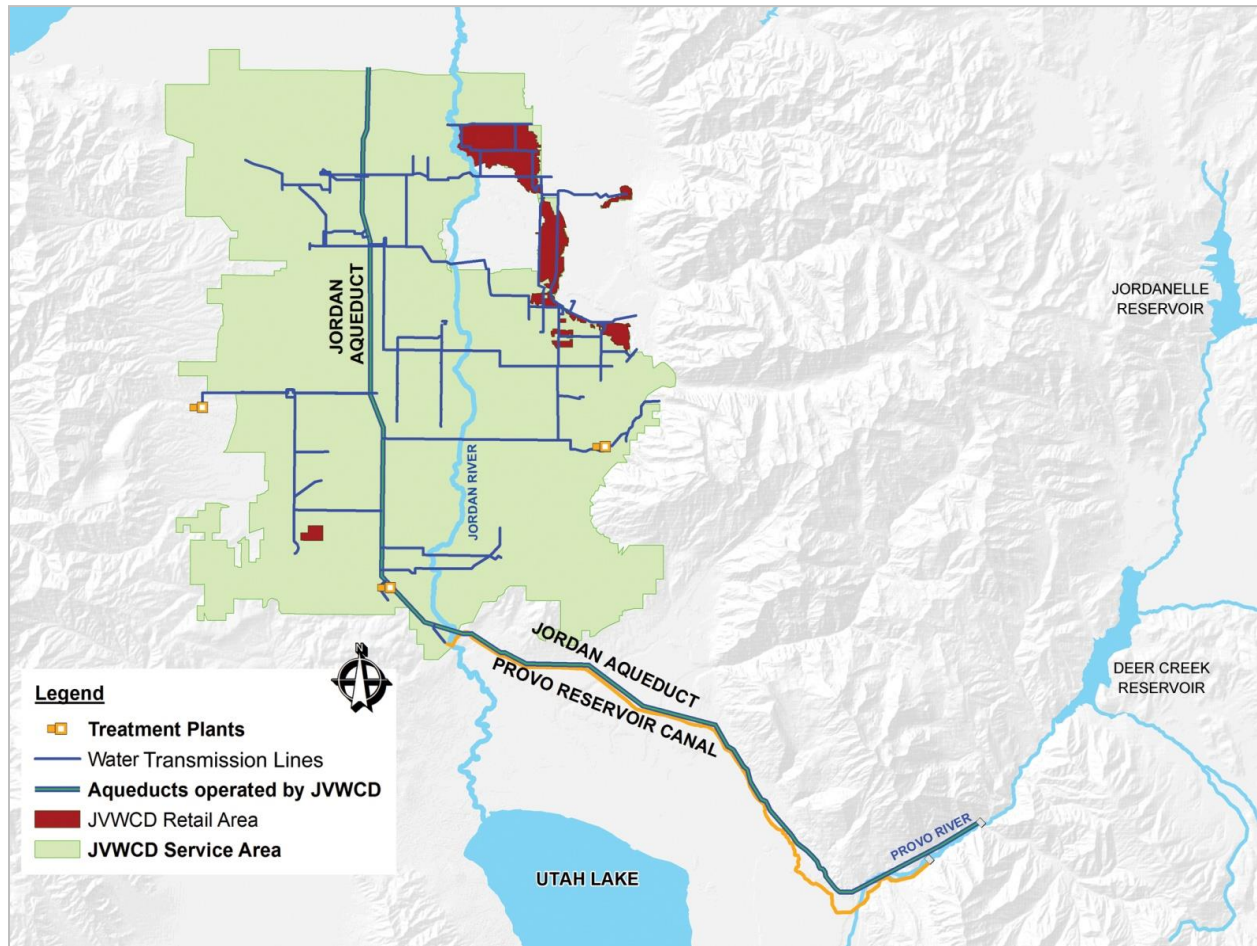 JORDANELLE
RESERVOIR
JORDAN
AQUEDUCT
JORDAN RIVER
JORDAN AQUEDUCT
PROVO RESERVOIR CANAL
DEER CREEK
RESERVOIR
PROVO RIVER
UTAH LAKE
N
Legend
Treatment Plants
Water Transmission Lines
Aqueducts operated by JVWCD
JVWCD Retail Area
JVWCD Service Area